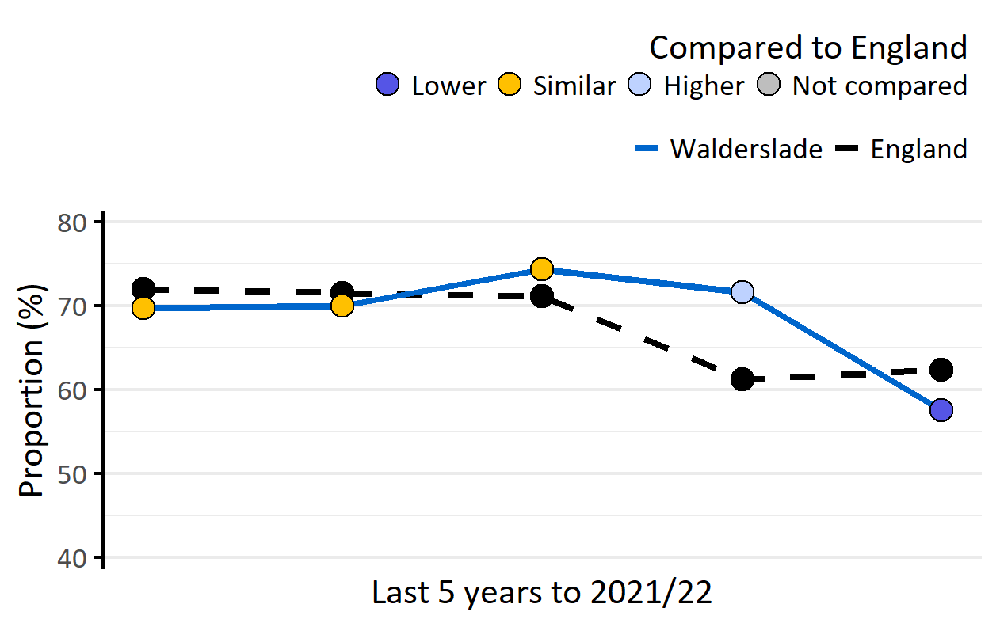 Compared to England
Lower Similar Higher Not compared
Walderslade England
80
70
60
50
40
Proportion (%)
Last 5 years to 2021/22